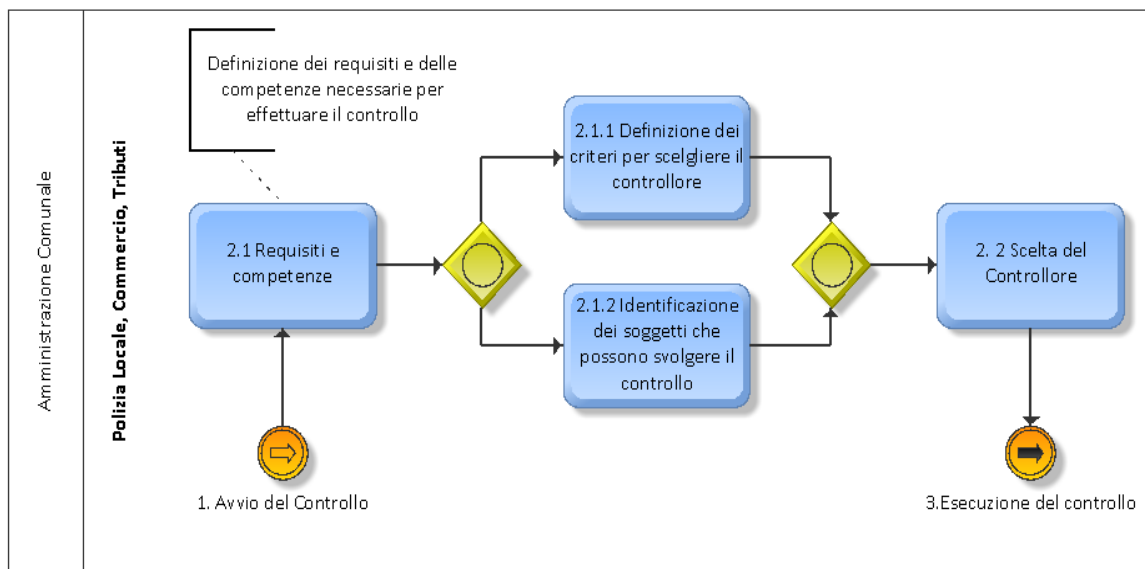 Amministrazione Comunale
Polizia Locale, Commercio, Tributi
Definizione dei requisiti e delle
competenze necessarie per
effettuare il controllo
2.1 Requisiti e
competenze
1. Avvio del Controllo
2.1.1 Definizione dei
criteri per scelgliere il
controllore
2.1.2 Identificazione
dei soggetti che
possono svolgere il
controllo
2. 2 Scelta del
Controllore
3.Esecuzione del controllo